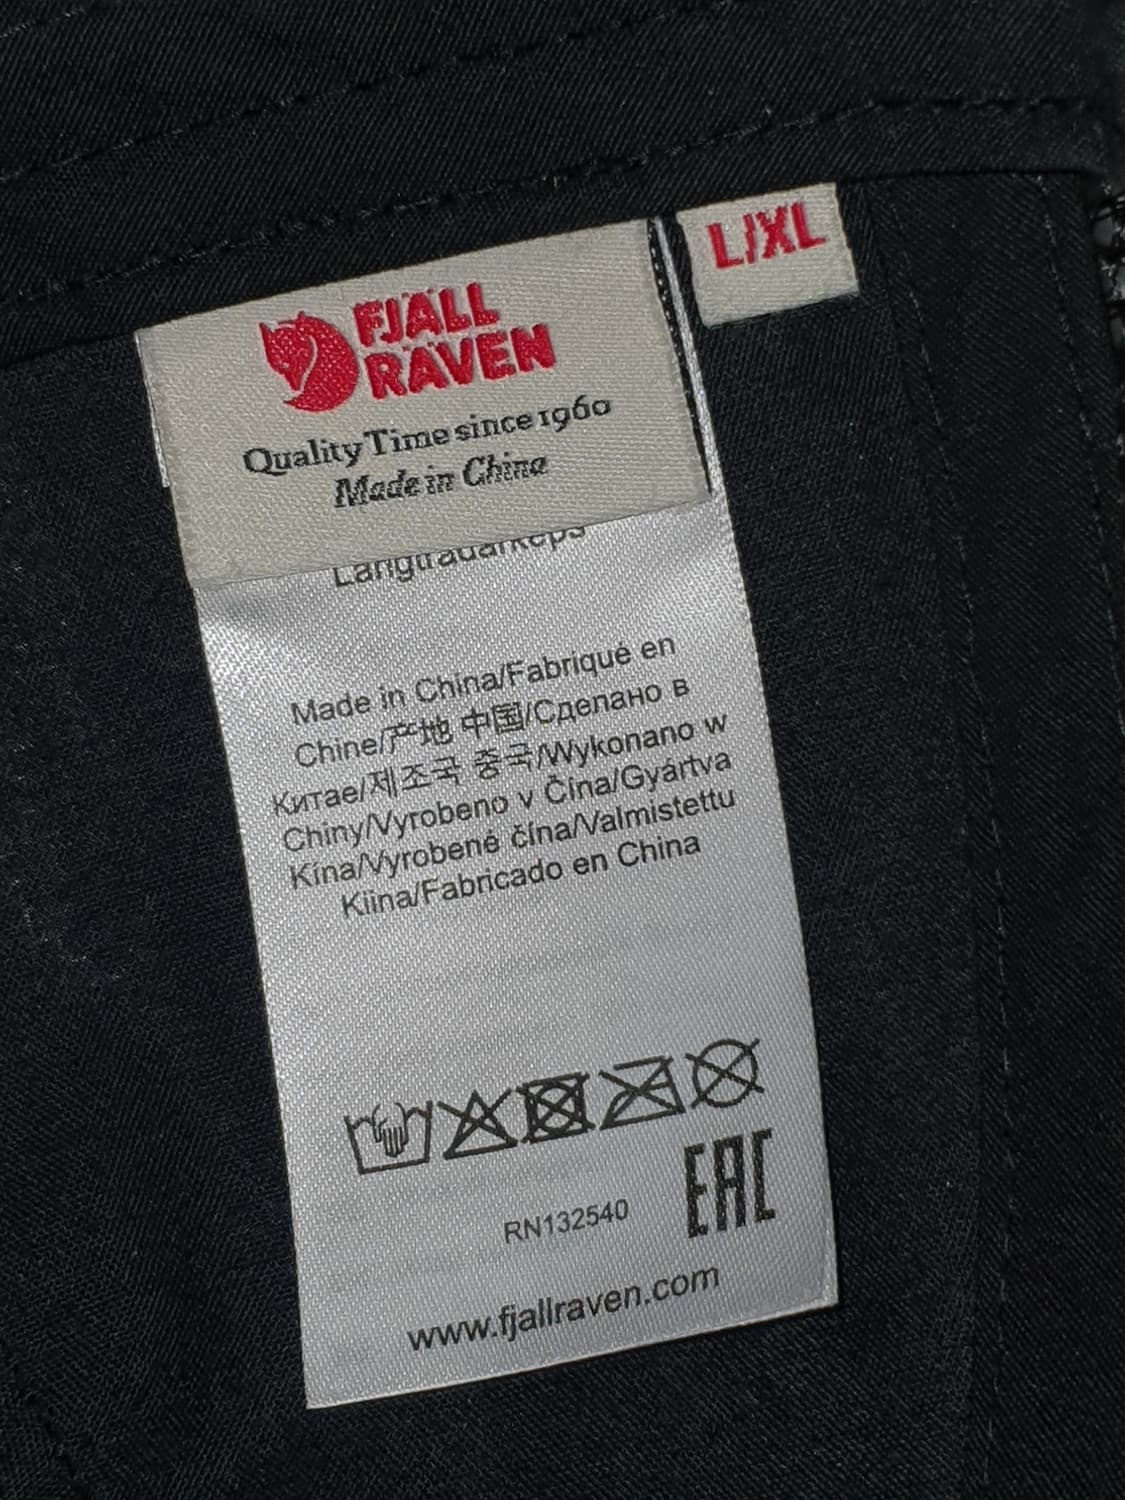 FJÄLL
RÄVEN
L/XL
Quality Time since 1960
Made in China
Långtradarkeps
Made in China/Fabriqué en
Chine/产地 中国/Сделано в
Китае/제조국 중국/Wykonano w
Chiny/Vyrobeno v Čína/Gyártva
Kína/Vyrobené čína/Valmistettu
Kiina/Fabricado en China
EAC
RN132540
www.fjallraven.com